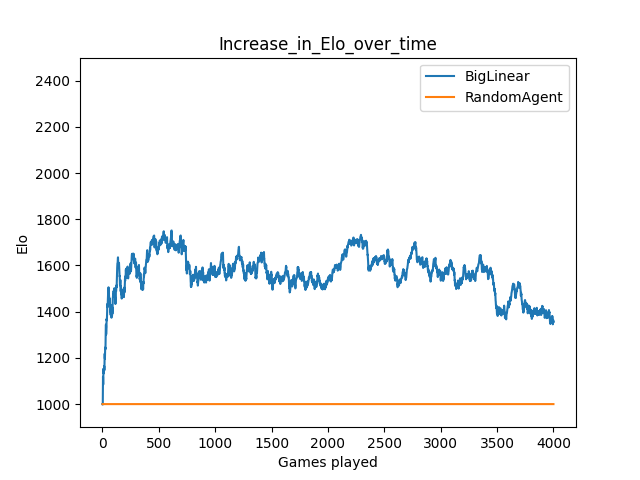 Increase_in_Elo_over_time
BigLinear
RandomAgent
2400
2200
2000
1800
1600
1400
1200
1000
Elo
0 500 1000 1500 2000 2500 3000 3500 4000
Games played